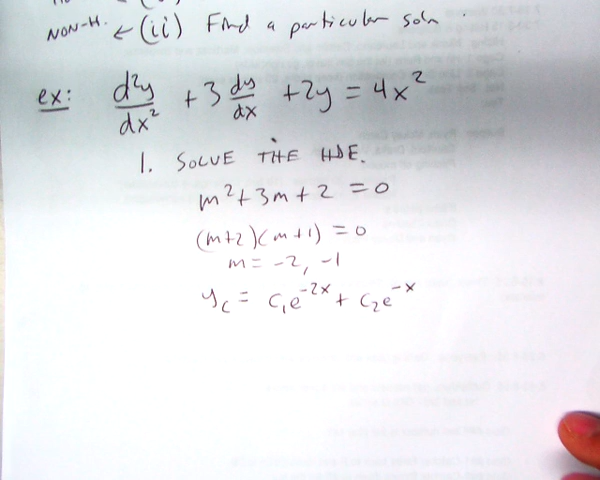 NON-H. ← (ii) Find a particular soln.
ex: d²y/dx² + 3 dy/dx + 2y = 4x²
1. SOLVE THE HDE.
m² + 3m + 2 = 0
(m+2)(m+1) = 0
m = -2, -1
y_c = c₁e^{-2x} + c₂e^{-x}